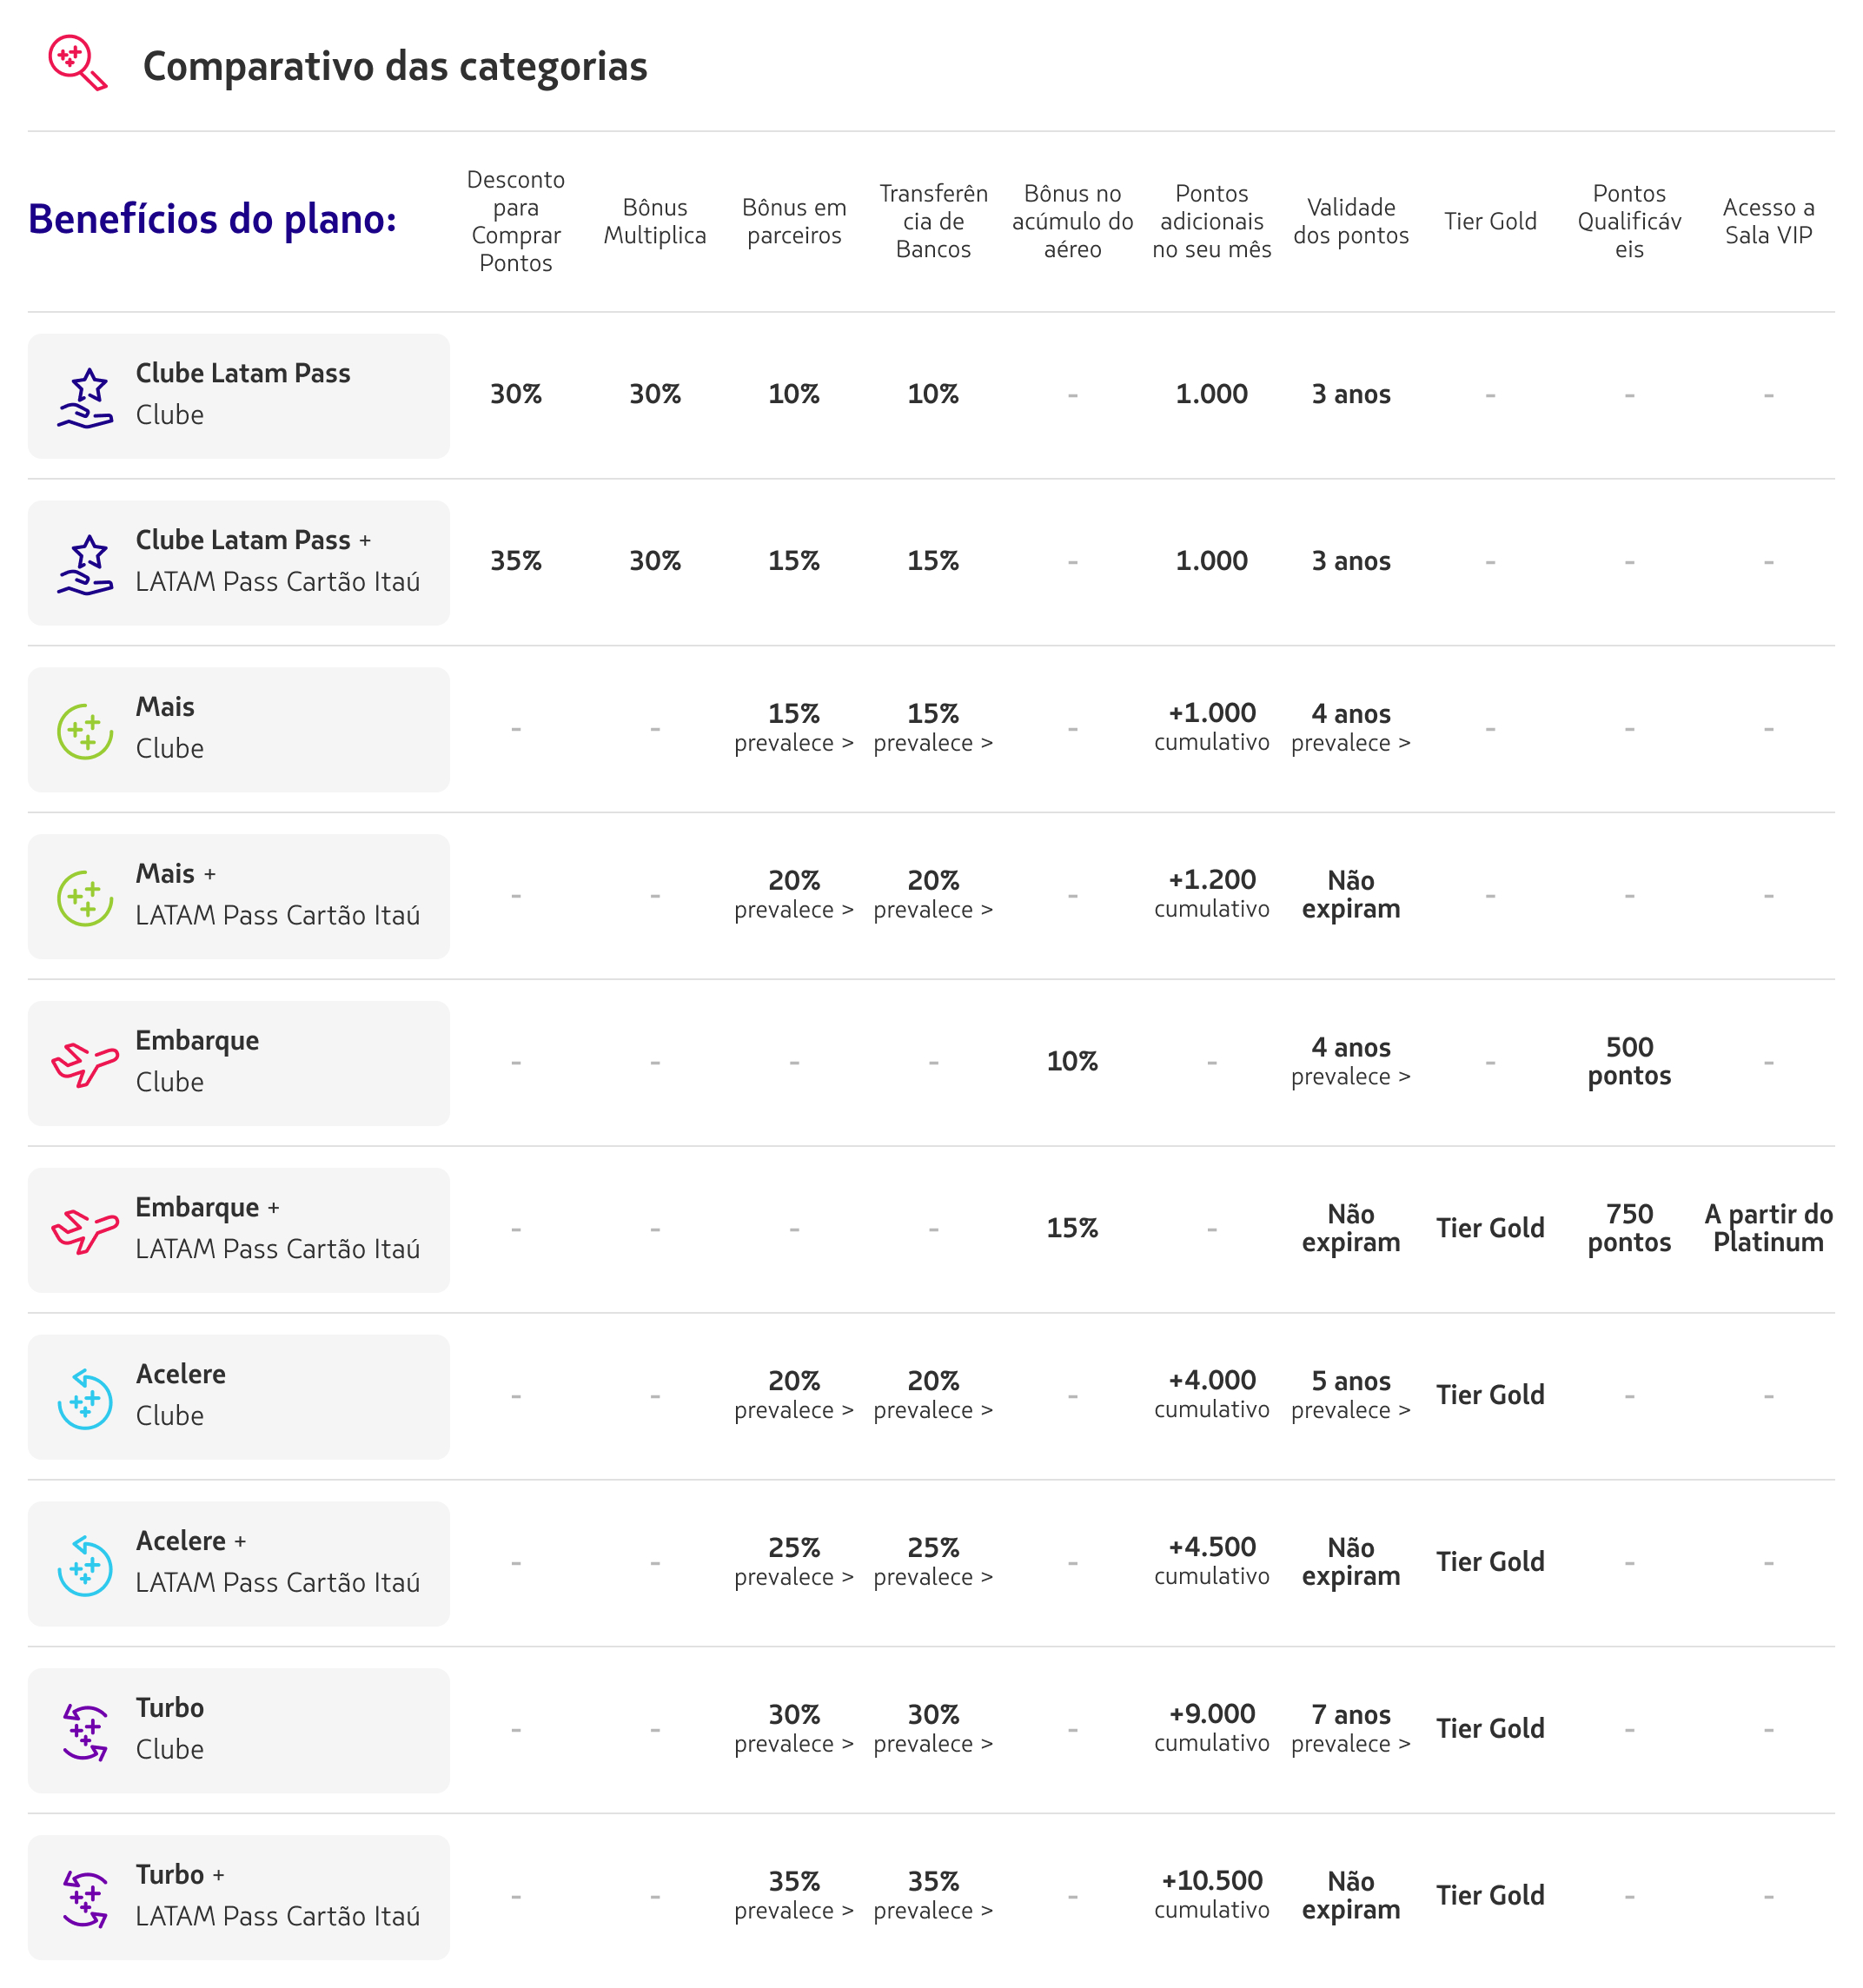 Comparativo das categorias
Benefícios do plano:
Desconto
para
Comprar
Pontos
Bônus
Multiplica
Bônus em
parceiros
Transferên
cia de
Bancos
Bônus no
acúmulo do
aéreo
Pontos
adicionais
no seu mês
Validade
dos pontos
Tier Gold
Pontos
Qualificáv
eis
Acesso a
Sala VIP
Clube Latam Pass
Clube
30% 30% 10% 10% - 1.000 3 anos - - -
Clube Latam Pass +
LATAM Pass Cartão Itaú
35% 30% 15% 15% - 1.000 3 anos - - -
Mais
Clube
- - 15% 15% - +1.000 4 anos - - -
prevalece > prevalece > cumulativo prevalece >
Mais +
LATAM Pass Cartão Itaú
- - 20% 20% - +1.200 Não - - -
prevalece > prevalece > cumulativo expiram
Embarque
Clube
- - - - 10% - 4 anos - 500 -
prevalece > pontos
Embarque +
LATAM Pass Cartão Itaú
- - - - 15% - Não Tier Gold 750 A partir do
expiram pontos Platinum
Acelere
Clube
- - 20% 20% - +4.000 5 anos Tier Gold - -
prevalece > prevalece > cumulativo prevalece >
Acelere +
LATAM Pass Cartão Itaú
- - 25% 25% - +4.500 Não Tier Gold - -
prevalece > prevalece > cumulativo expiram
Turbo
Clube
- - 30% 30% - +9.000 7 anos Tier Gold - -
prevalece > prevalece > cumulativo prevalece >
Turbo +
LATAM Pass Cartão Itaú
- - 35% 35% - +10.500 Não Tier Gold - -
prevalece > prevalece > cumulativo expiram